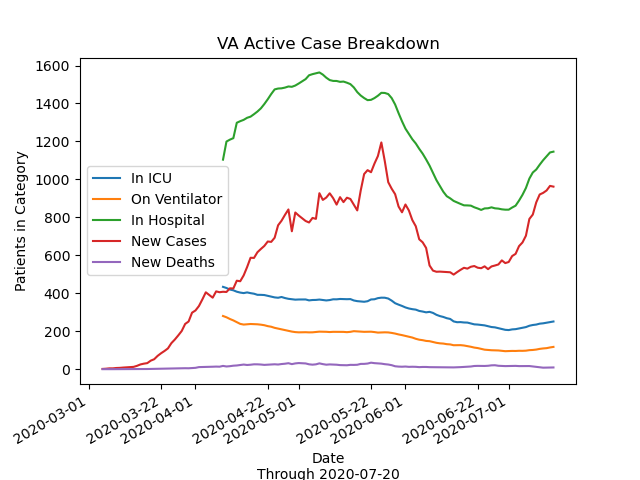 VA Active Case Breakdown
Patients in Category
1600
1400
1200
1000
800
600
400
200
0
In ICU
On Ventilator
In Hospital
New Cases
New Deaths
2020-03-01
2020-03-22
2020-04-01
2020-04-22
2020-05-01
2020-05-22
2020-06-01
2020-06-22
2020-07-01
Date
Through 2020-07-20